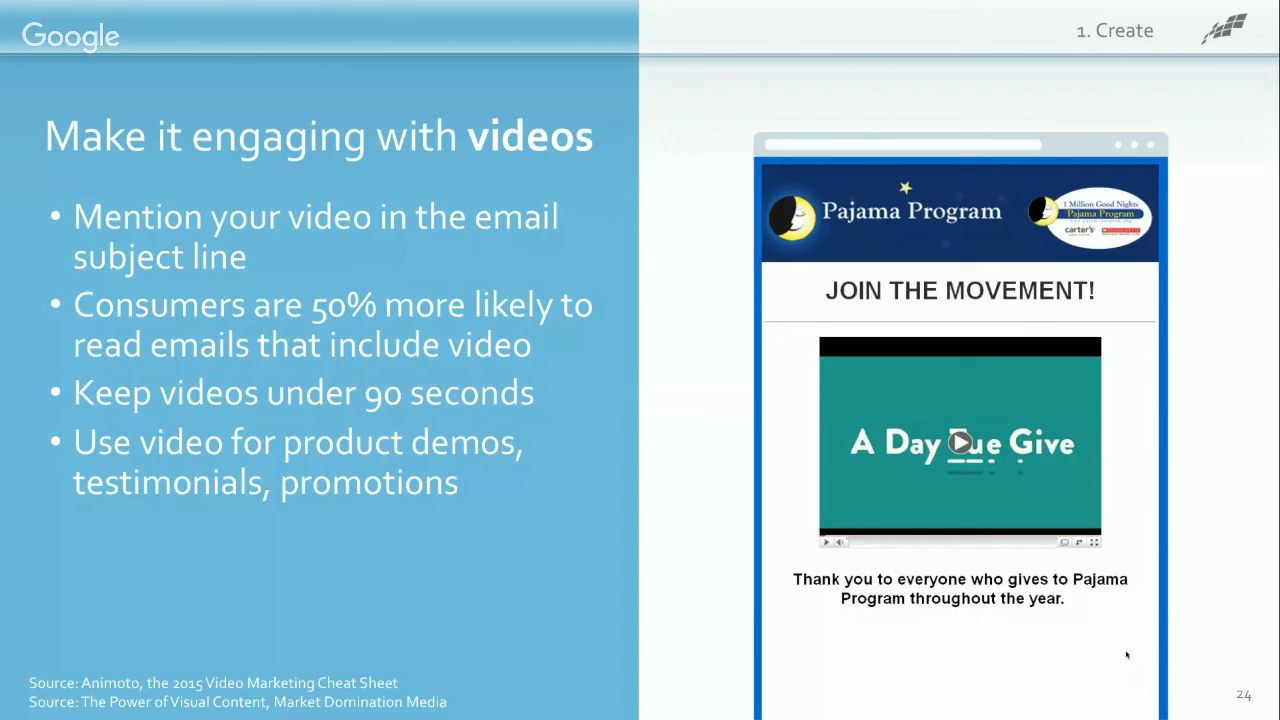 Google
1. Create
Make it engaging with videos
• Mention your video in the email
subject line
• Consumers are 50% more likely to
read emails that include video
• Keep videos under 90 seconds
• Use video for product demos,
testimonials, promotions
Source: Animoto, the 2015 Video Marketing Cheat Sheet
Source: The Power of Visual Content, Market Domination Media
Pajama Program
1 Million Good Nights
Pajama Program
carter's
SCHOLASTIC
JOIN THE MOVEMENT!
A Day ue Give
Thank you to everyone who gives to Pajama
Program throughout the year.
24